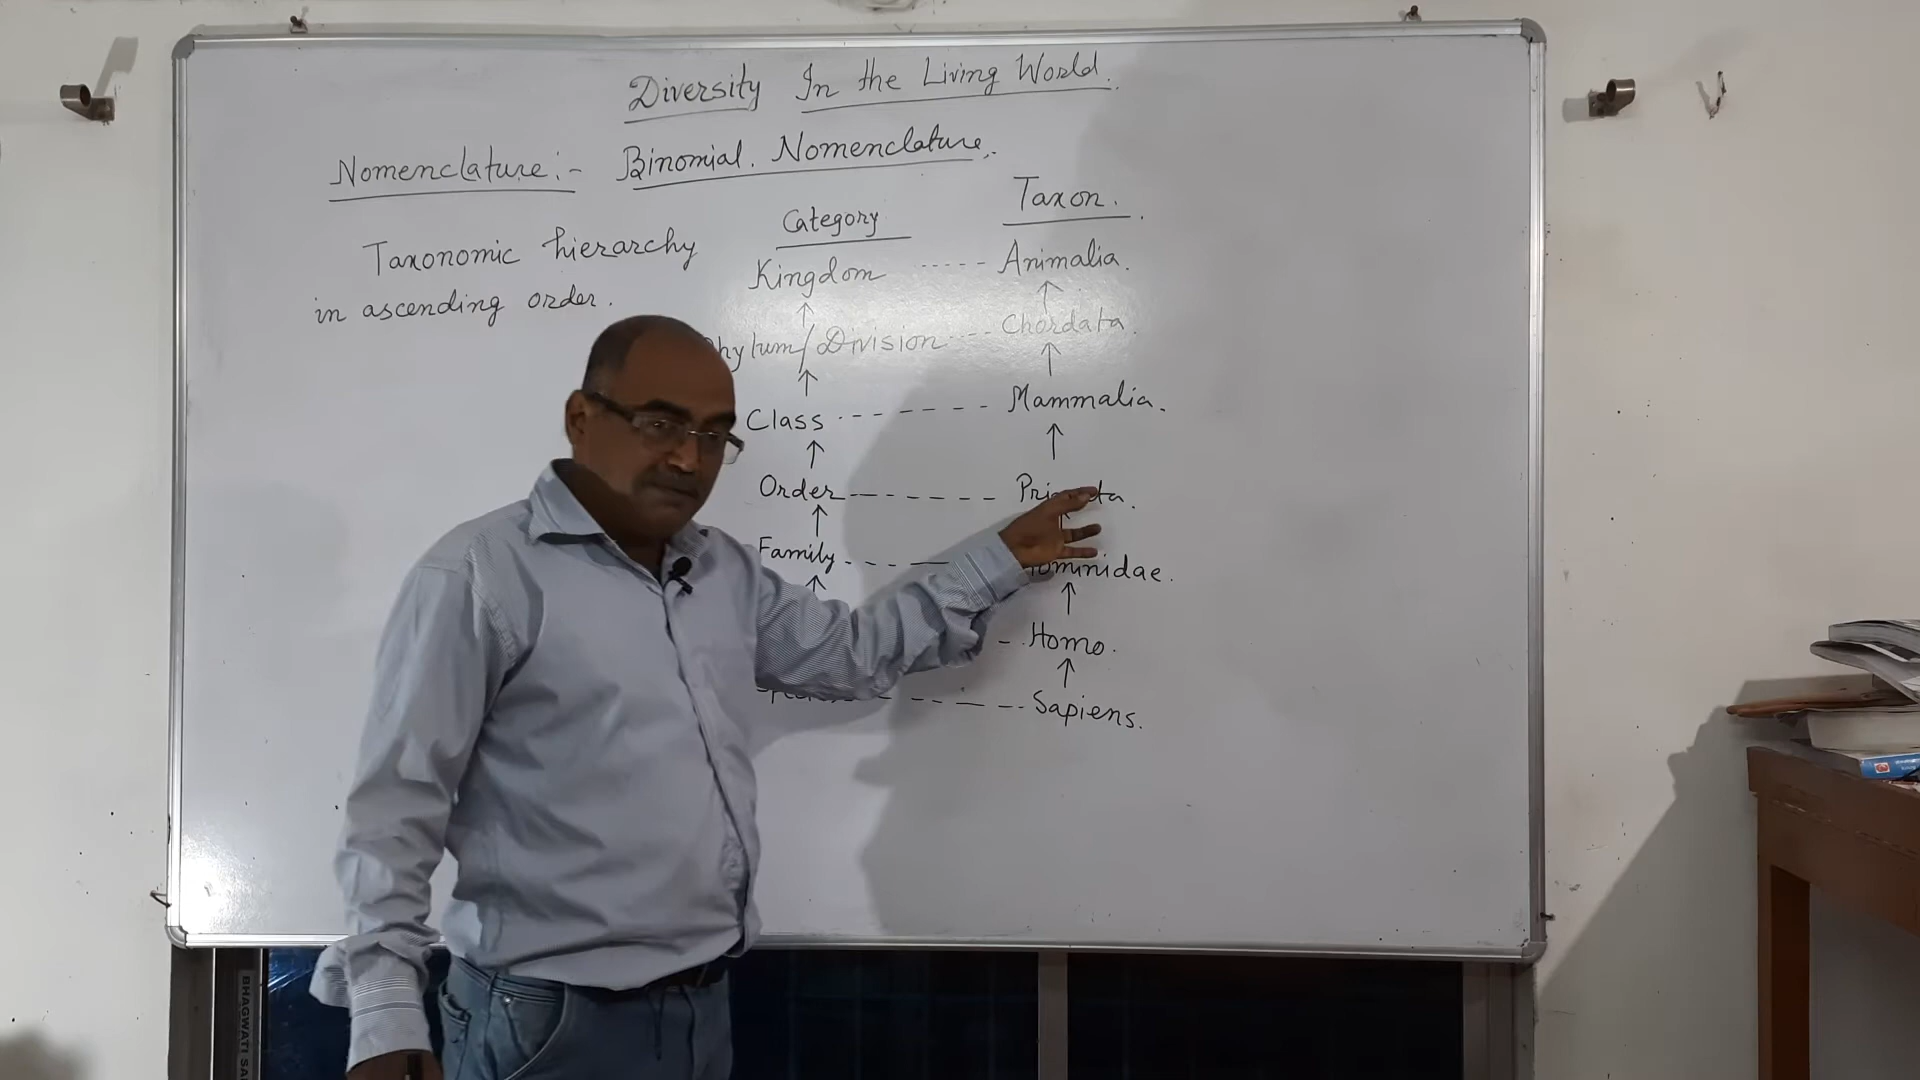 Diversity In the Living World.
Nomenclature:- Binomial. Nomenclature.
Category Taxon.
Taxonomic hierarchy
in ascending order.
Kingdom ----- Animalia.
Division --- Chordata.
Class ------- Mammalia.
Order ------- 
Family ----
- Homo.
----- Sapiens.
BHAGWATI